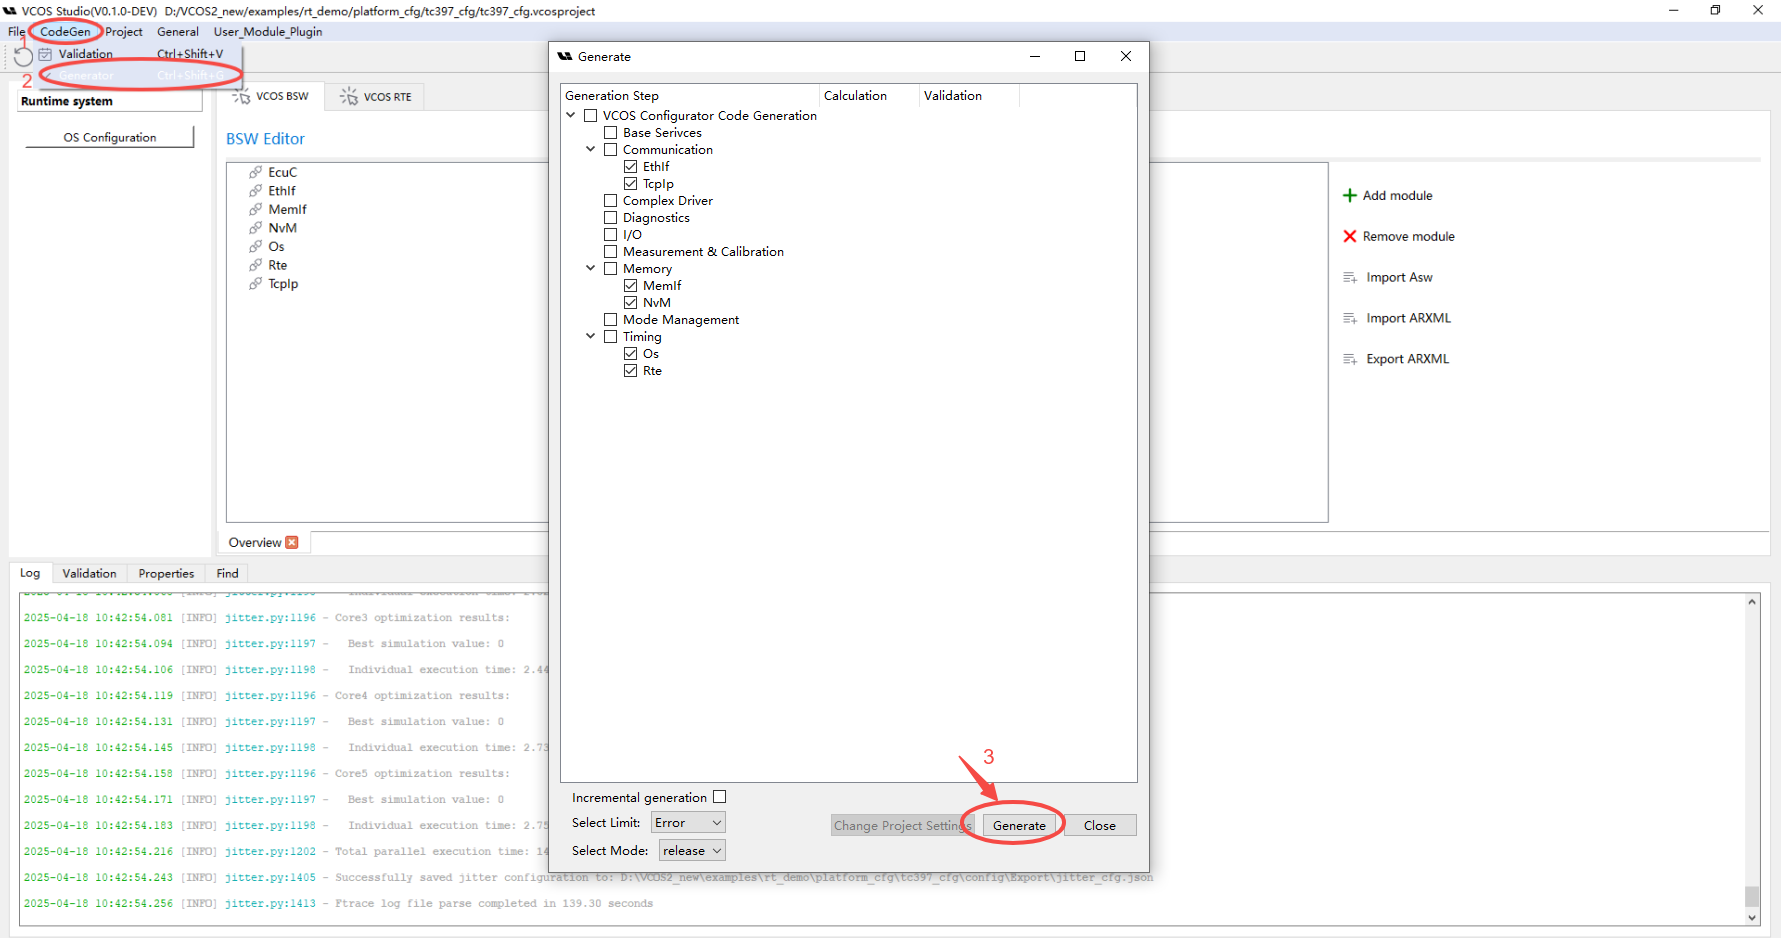 VCOS Studio(V0.1.0-DEV) D:/VCOS2_new/examples/rt_demo/platform_cfg/tc397_cfg/tc397_cfg.vcosproject
File CodeGen Project General User_Module_Plugin
1
Validation Ctrl+Shift+V
2
Generator Ctrl+Shift+G
Runtime system
OS Configuration
VCOS BSW VCOS RTE
BSW Editor
EcuC
EthIf
MemIf
NvM
Os
Rte
TcpIp
Overview
Add module
Remove module
Import Asw
Import ARXML
Export ARXML
Generate
Generation Step Calculation Validation
VCOS Configurator Code Generation
Base Serivces
Communication
EthIf
TcpIp
Complex Driver
Diagnostics
I/O
Measurement & Calibration
Memory
MemIf
NvM
Mode Management
Timing
Os
Rte
3
Incremental generation
Select Limit: Error
Change Project Settings Generate Close
Select Mode: release
Log Validation Properties Find
2025-04-18 10:42:54.081 [INFO] jitter.py:1196 - Core3 optimization results:
2025-04-18 10:42:54.094 [INFO] jitter.py:1197 - Best simulation value: 0
2025-04-18 10:42:54.106 [INFO] jitter.py:1198 - Individual execution time: 2.44
2025-04-18 10:42:54.119 [INFO] jitter.py:1196 - Core4 optimization results:
2025-04-18 10:42:54.131 [INFO] jitter.py:1197 - Best simulation value: 0
2025-04-18 10:42:54.145 [INFO] jitter.py:1198 - Individual execution time: 2.73
2025-04-18 10:42:54.158 [INFO] jitter.py:1196 - Core5 optimization results:
2025-04-18 10:42:54.171 [INFO] jitter.py:1197 - Best simulation value: 0
2025-04-18 10:42:54.183 [INFO] jitter.py:1198 - Individual execution time: 2.75
2025-04-18 10:42:54.216 [INFO] jitter.py:1202 - Total parallel execution time: 14
2025-04-18 10:42:54.243 [INFO] jitter.py:1405 - Successfully saved jitter configuration to: D:\VCOS2_new\examples\rt_demo\platform_cfg\tc397_cfg\config\Export\jitter_cfg.json
2025-04-18 10:42:54.256 [INFO] jitter.py:1413 - Ftrace log file parse completed in 139.30 seconds